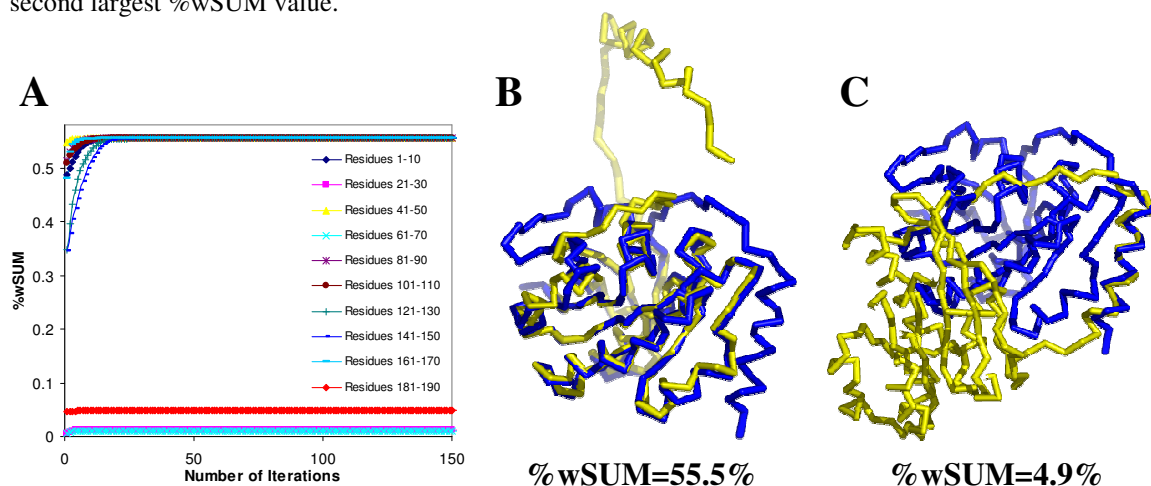 second largest %wSUM value.
A
B
C
%wSUM
0.5
0.4
0.3
0.2
0.1
0
Residues 1-10
Residues 21-30
Residues 41-50
Residues 61-70
Residues 81-90
Residues 101-110
Residues 121-130
Residues 141-150
Residues 161-170
Residues 181-190
0 50 100 150
Number of Iterations
%wSUM=55.5%
%wSUM=4.9%